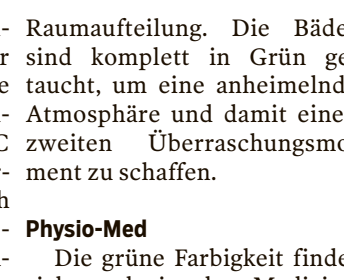 Raumaufteilung. Die Bäde
sind komplett in Grün ge
taucht, um eine anheimelnd
Atmosphäre und damit eine
zweiten Überraschungsmo
ment zu schaffen.
Physio-Med
Die grüne Farbigkeit finde